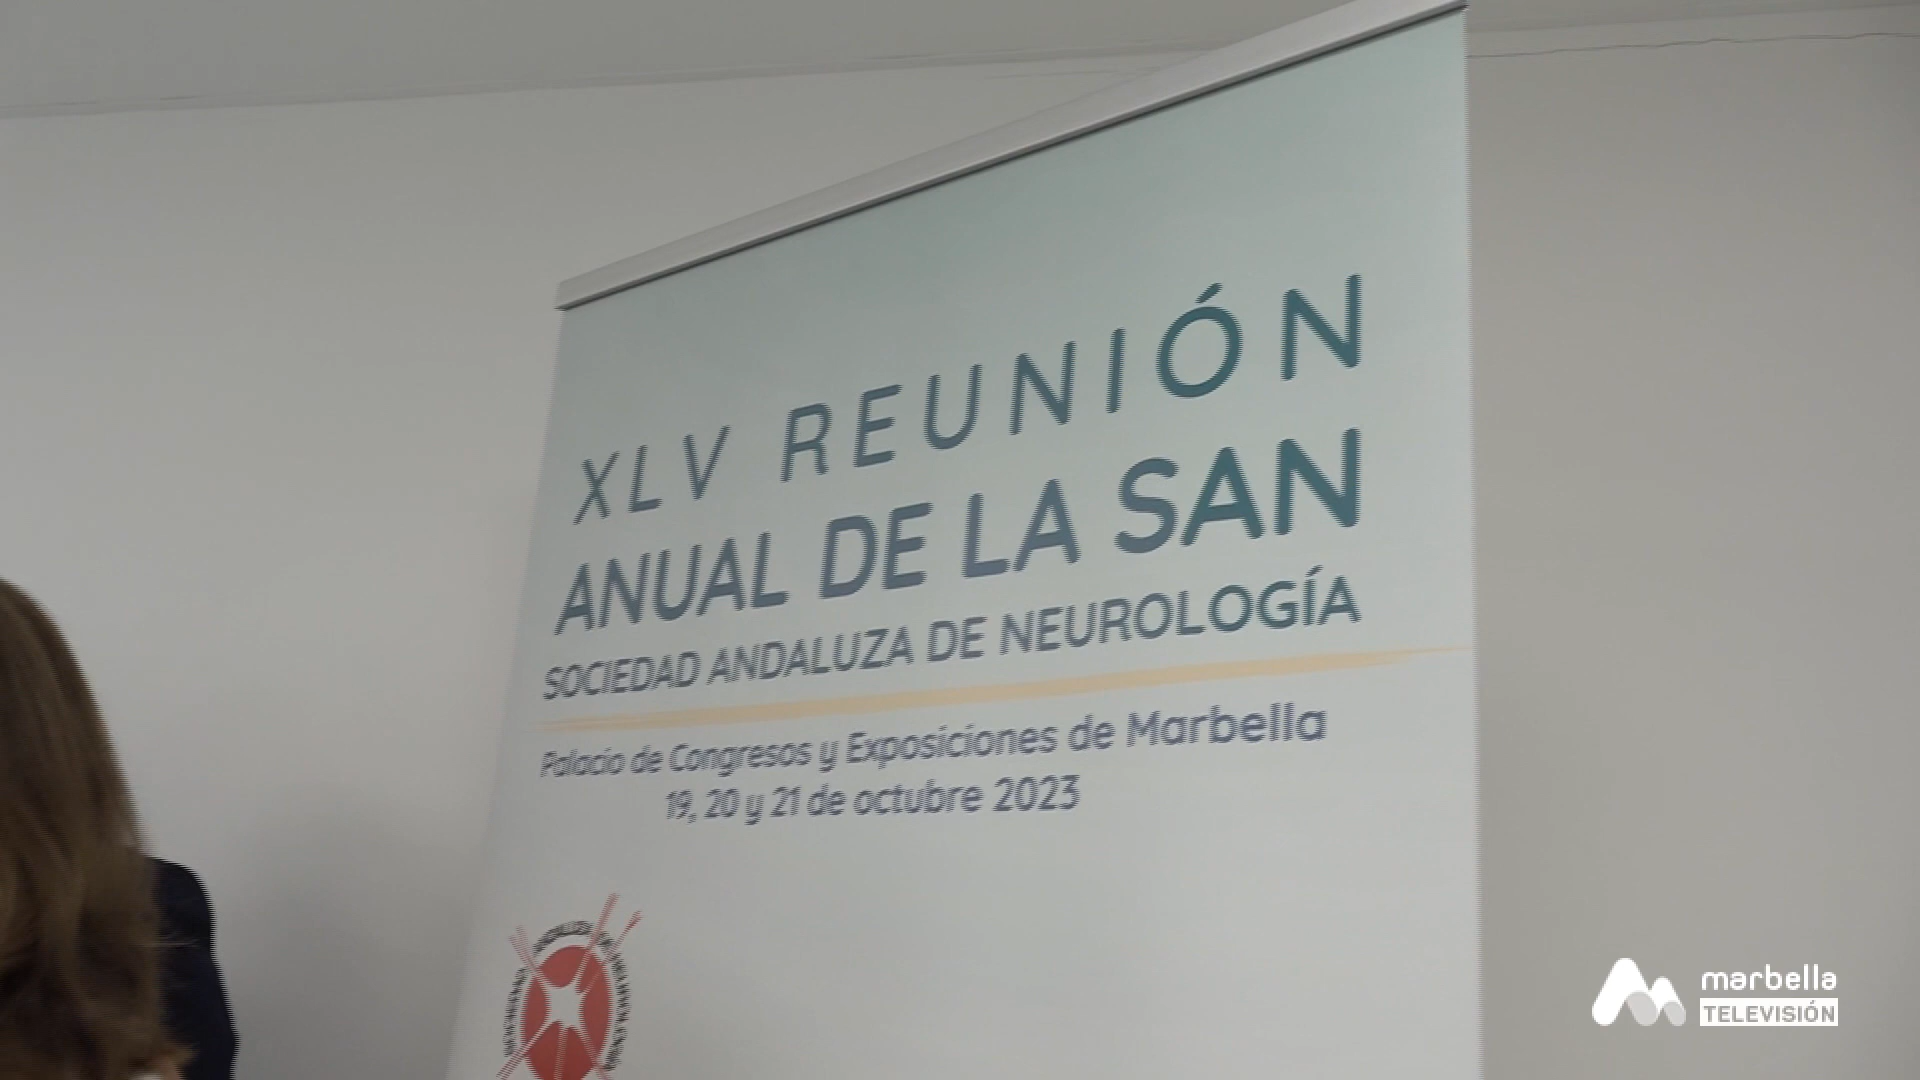 XLV REUNIÓN
ANUAL DE LA SAN
SOCIEDAD ANDALUZA DE NEUROLOGÍA
Palacio de Congresos y Exposiciones de Marbella
19, 20 y 21 de octubre 2023
marbella
TELEVISIÓN